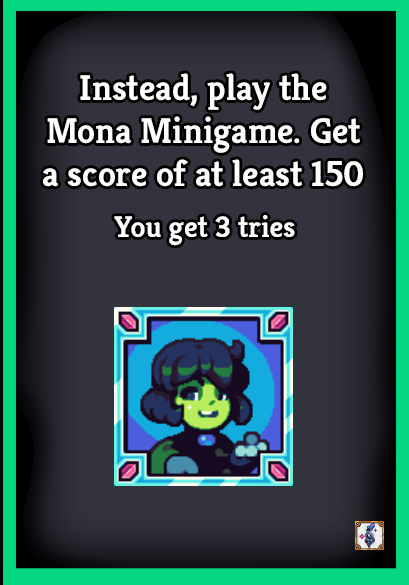 Instead, play the
Mona Minigame. Get
a score of at least 150
You get 3 tries